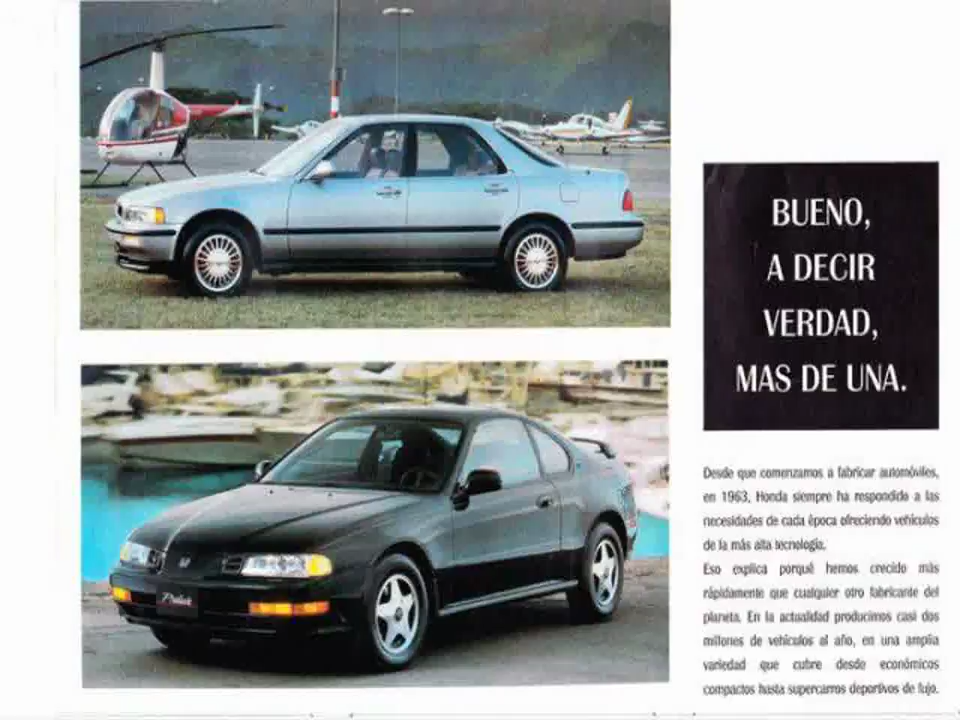 BUENO,
A DECIR
VERDAD,
MAS DE UNA.
Desde que comenzamos a fabricar automóviles,
en 1963, Honda siempre ha respondido a las
necesidades de cada época ofreciendo vehículos
de la más alta tecnología.
Eso explica porqué hemos crecido más
rápidamente que cualquier otro fabricante del
planeta. En la actualidad producimos casi dos
millones de vehículos al año, en una amplia
variedad que cubre desde económicos
compactos hasta supercarros deportivos de lujo.
Prelude